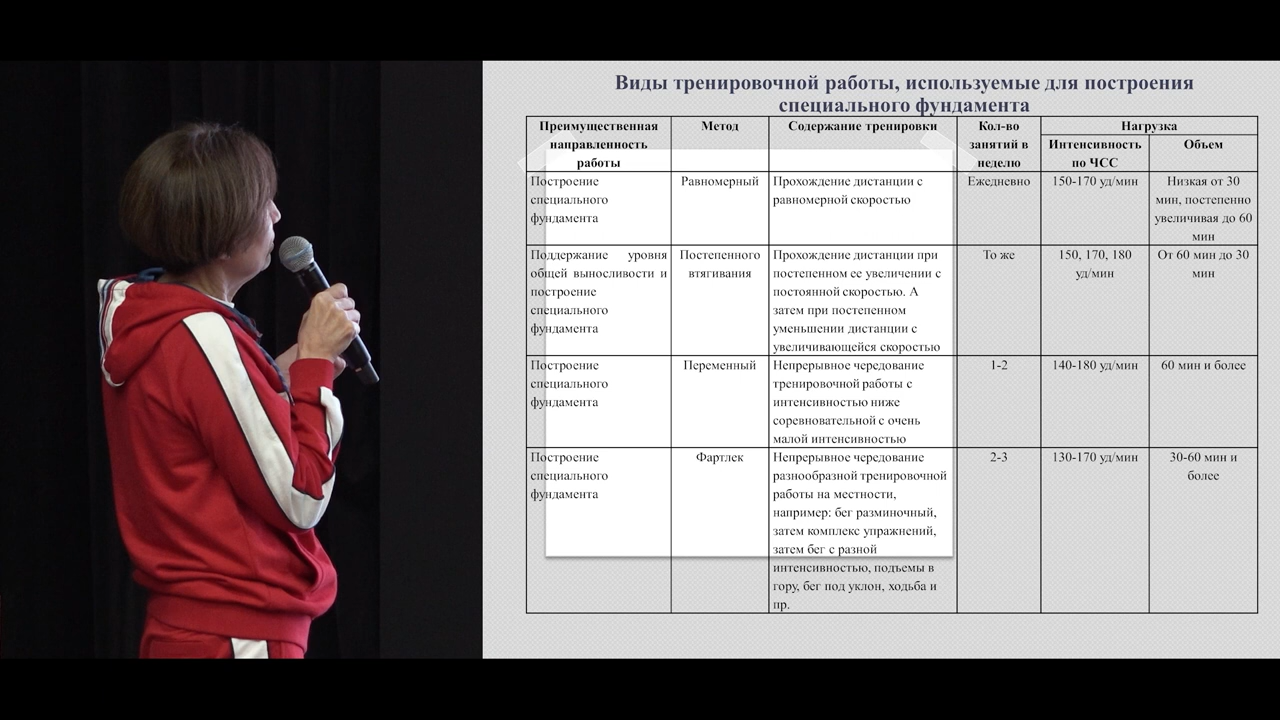 Виды тренировочной работы, используемые для построения
специального фундамента
Преимущественная
направленность
работы
Метод
Содержание тренировки
Кол-во
занятий в
неделю
Нагрузка
Интенсивность
по ЧСС
Объем
Построение
специального
фундамента
Равномерный
Прохождение дистанции с
равномерной скоростью
Ежедневно
150-170 уд/мин
Низкая от 30
мин, постепенно
увеличивая до 60
мин
Поддержание уровня
общей выносливости и
построение
специального
фундамента
Постепенного
втягивания
Прохождение дистанции при
постепенном ее увеличении с
постоянной скоростью. А
затем при постепенном
уменьшении дистанции с
увеличивающейся скоростью
То же
150, 170, 180
уд/мин
От 60 мин до 30
мин
Построение
специального
фундамента
Переменный
Непрерывное чередование
тренировочной работы с
интенсивностью ниже
соревновательной с очень
малой интенсивностью
1-2
140-180 уд/мин
60 мин и более
Построение
специального
фундамента
Фартлек
Непрерывное чередование
разнообразной тренировочной
работы на местности,
например: бег разминочный,
затем комплекс упражнений,
затем бег с разной
интенсивностью, подъемы в
гору, бег под уклон, ходьба и
пр.
2-3
130-170 уд/мин
30-60 мин и
более